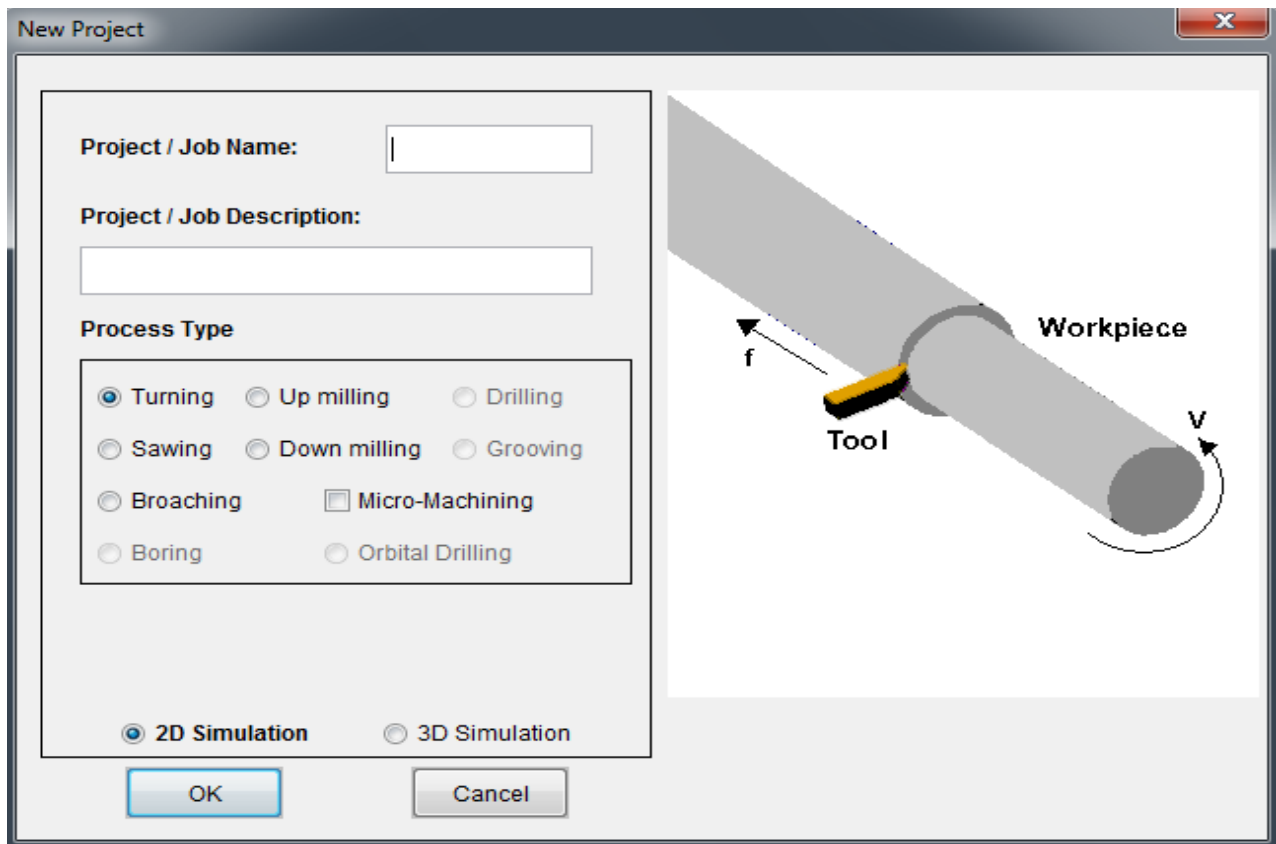 New Project
Project / Job Name:
Project / Job Description:
Process Type
Turning Up milling Drilling
Sawing Down milling Grooving
Broaching Micro-Machining
Boring Orbital Drilling
2D Simulation 3D Simulation
OK Cancel
Workpiece
f
Tool
V